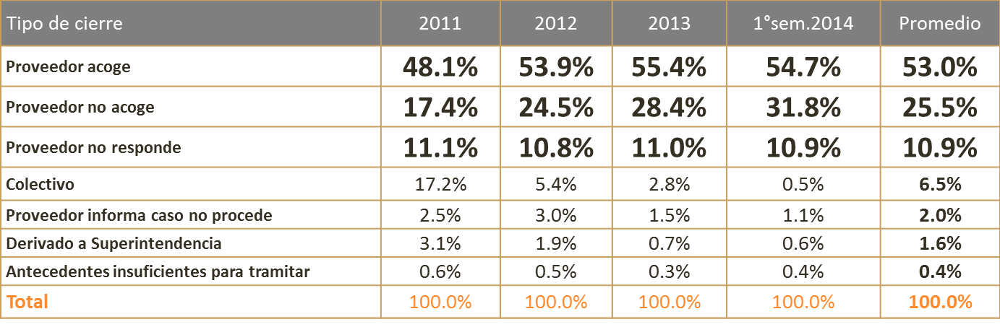 Tipo de cierre 2011 2012 2013 1°sem.2014 Promedio
Proveedor acoge 48.1% 53.9% 55.4% 54.7% 53.0%
Proveedor no acoge 17.4% 24.5% 28.4% 31.8% 25.5%
Proveedor no responde 11.1% 10.8% 11.0% 10.9% 10.9%
Colectivo 17.2% 5.4% 2.8% 0.5% 6.5%
Proveedor informa caso no procede 2.5% 3.0% 1.5% 1.1% 2.0%
Derivado a Superintendencia 3.1% 1.9% 0.7% 0.6% 1.6%
Antecedentes insuficientes para tramitar 0.6% 0.5% 0.3% 0.4% 0.4%
Total 100.0% 100.0% 100.0% 100.0% 100.0%